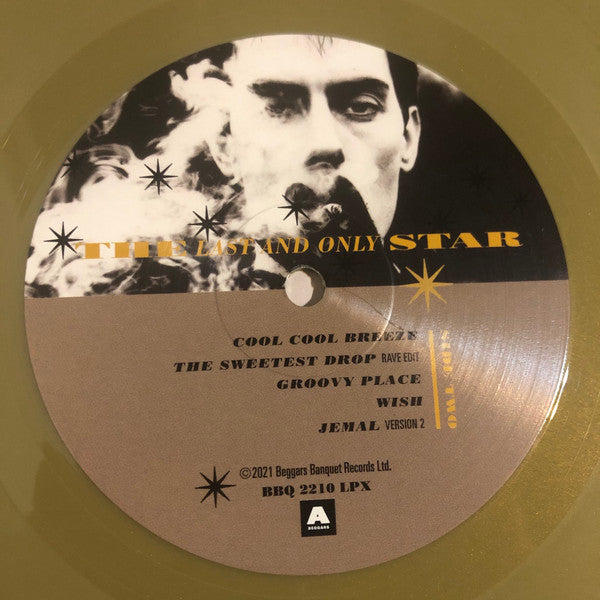 THE LAST AND ONLY STAR
COOL COOL BREEZE
THE SWEETEST DROP RAVE EDIT
GROOVY PLACE
WISH
JEMAL VERSION 2
SIDE TWO
©2021 Beggars Banquet Records Ltd.
BBQ 2210 LPX
A
BEGGARS